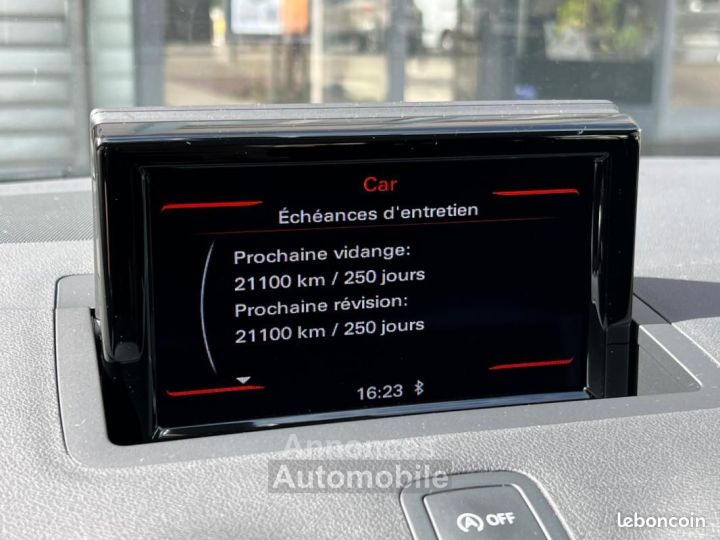 Car
Échéances d'entretien
Prochaine vidange:
21100 km / 250 jours
Prochaine révision:
21100 km / 250 jours
16:23
Annonces
Automobile
A OFF
leboncoin